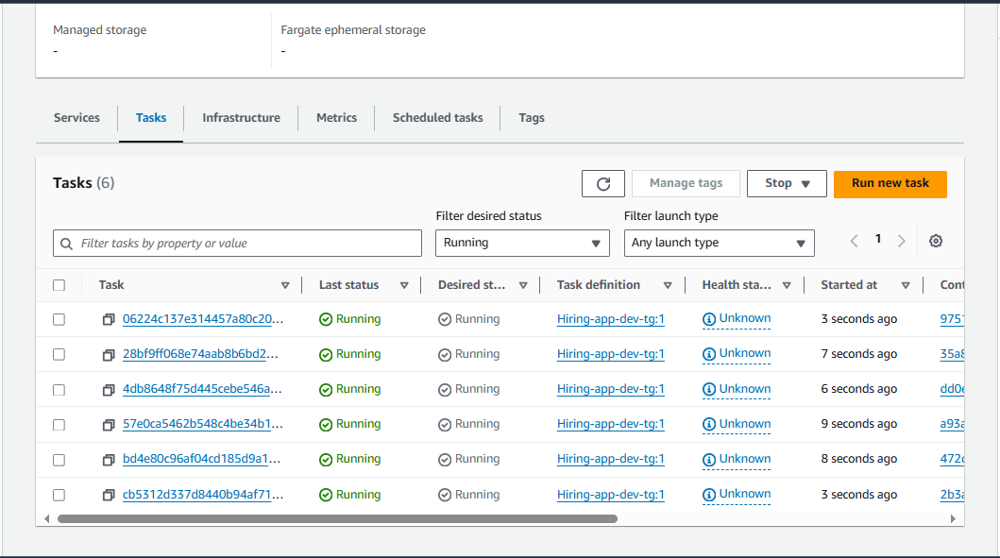 Managed storage Fargate ephemeral storage
- -
Services Tasks Infrastructure Metrics Scheduled tasks Tags
Tasks (6) Manage tags Stop Run new task
Filter desired status Filter launch type
Filter tasks by property or value Running Any launch type 1
Task Last status Desired st... Task definition Health sta... Started at Cont
06224c137e314457a80c20... Running Running Hiring-app-dev-tg:1 Unknown 3 seconds ago 9751
28bf9ff068e74aab8b6bd2... Running Running Hiring-app-dev-tg:1 Unknown 7 seconds ago 35a8
4db8648f75d445cebe546a... Running Running Hiring-app-dev-tg:1 Unknown 6 seconds ago dd0e
57e0ca5462b548c4be34b1... Running Running Hiring-app-dev-tg:1 Unknown 9 seconds ago a93a
bd4e80c96af04cd185d9a1... Running Running Hiring-app-dev-tg:1 Unknown 8 seconds ago 472c
cb5312d337d8440b94af71... Running Running Hiring-app-dev-tg:1 Unknown 3 seconds ago 2b3a